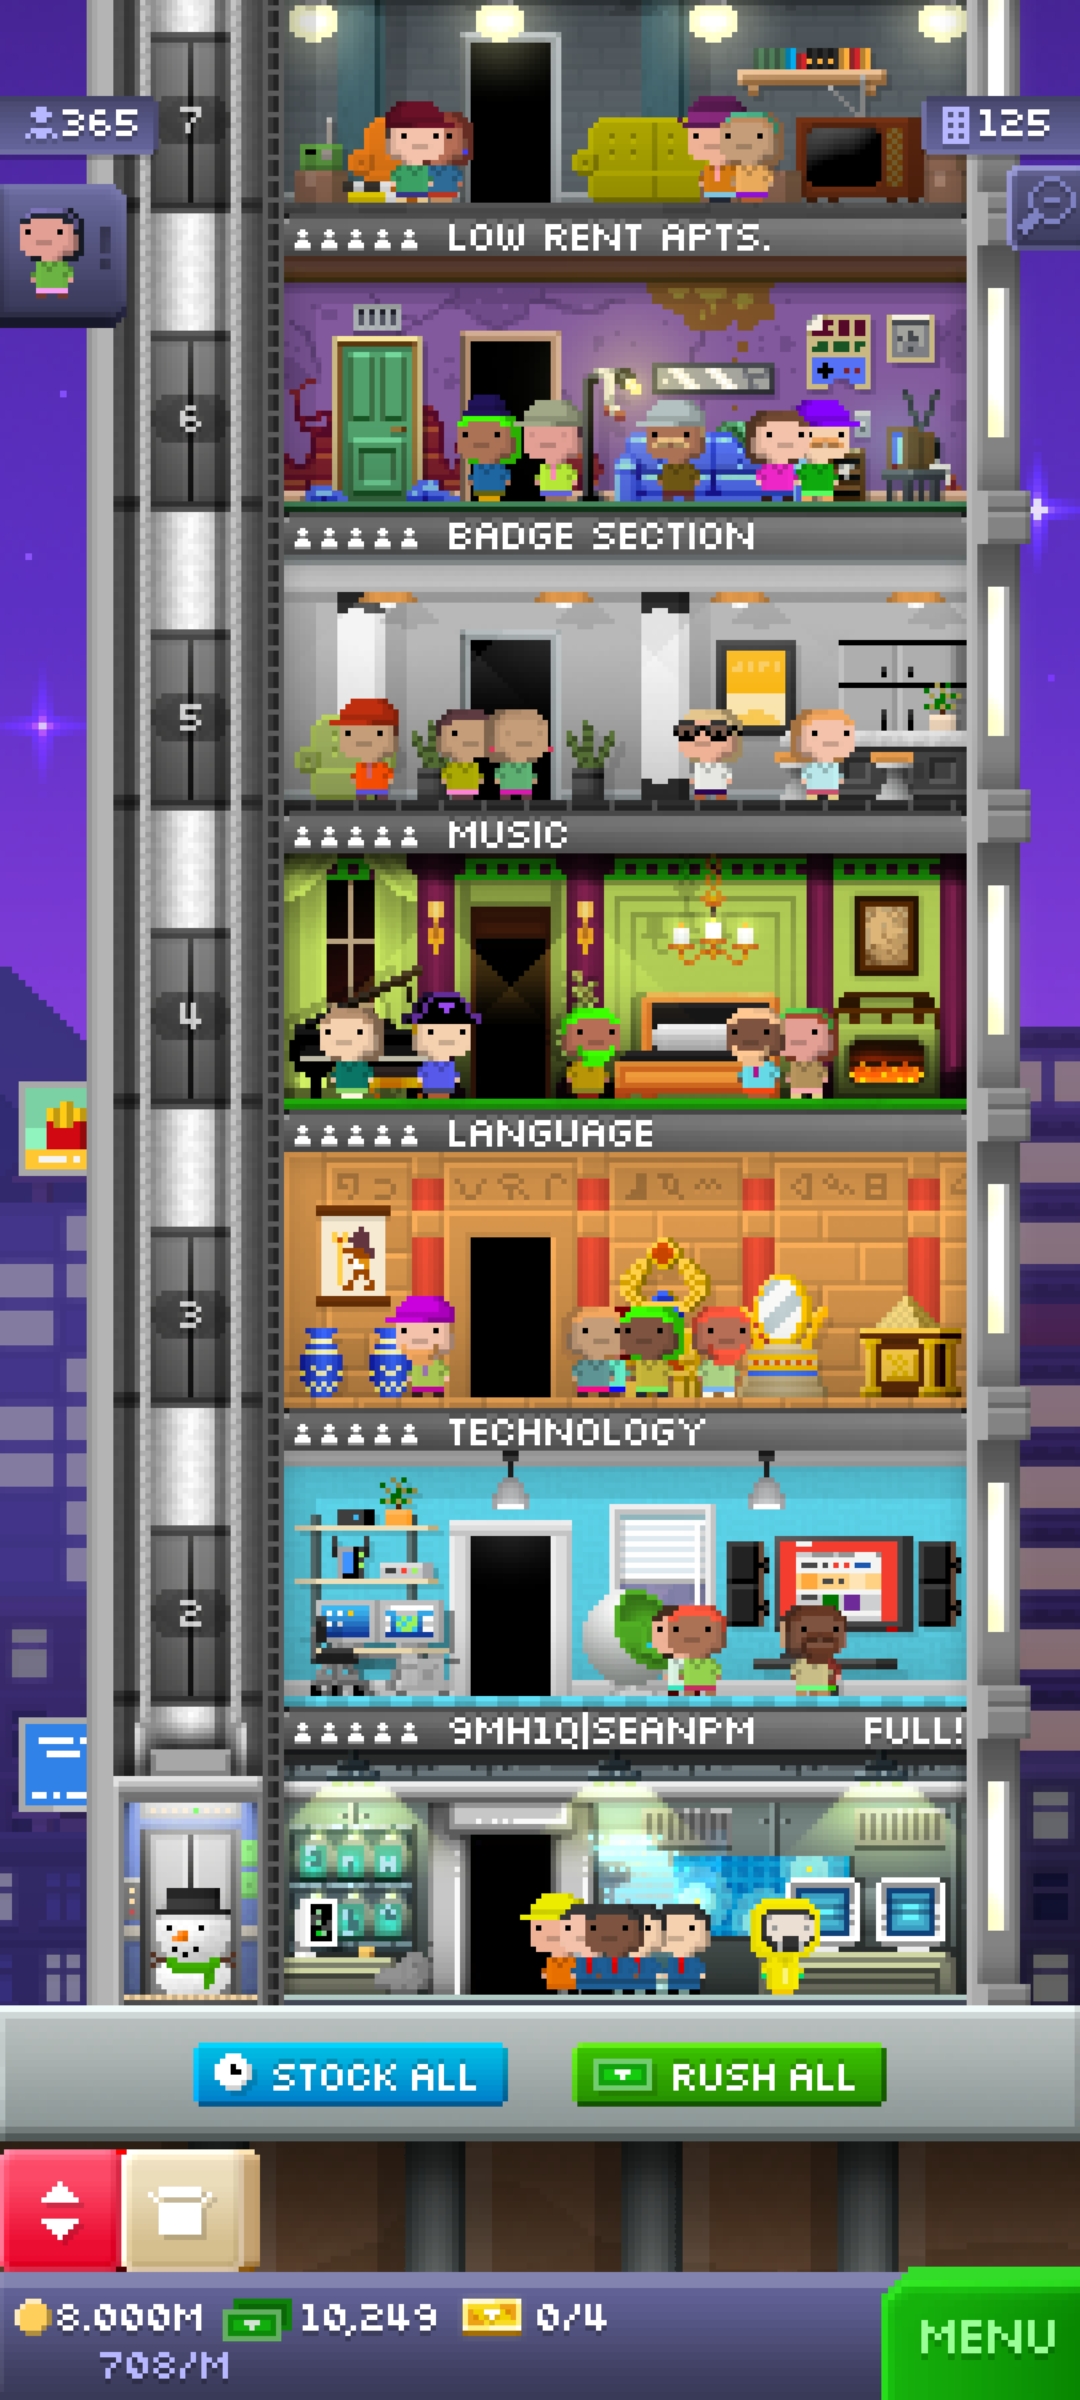 7
365
125
LOW RENT APTS.
6
BADGE SECTION
5
MUSIC
4
LANGUAGE
3
TECHNOLOGY
2
9MH1Q|SEANPM FULL!
STOCK ALL
RUSH ALL
8.000M 10,249 0/4
708/M
MENU